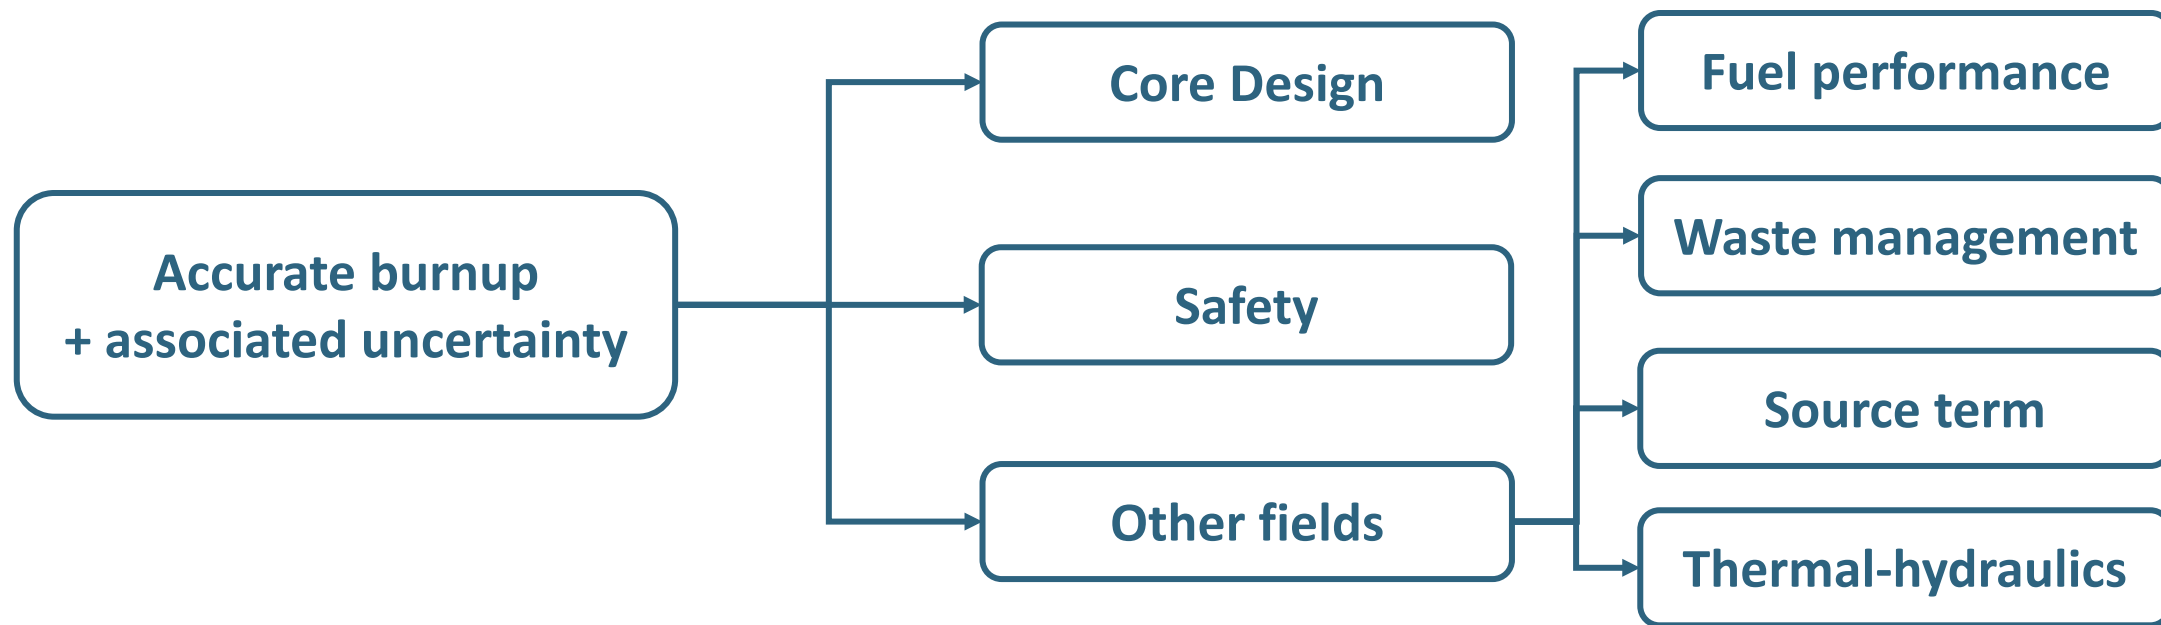 Accurate burnup
+ associated uncertainty
Core Design
Safety
Other fields
Fuel performance
Waste management
Source term
Thermal-hydraulics